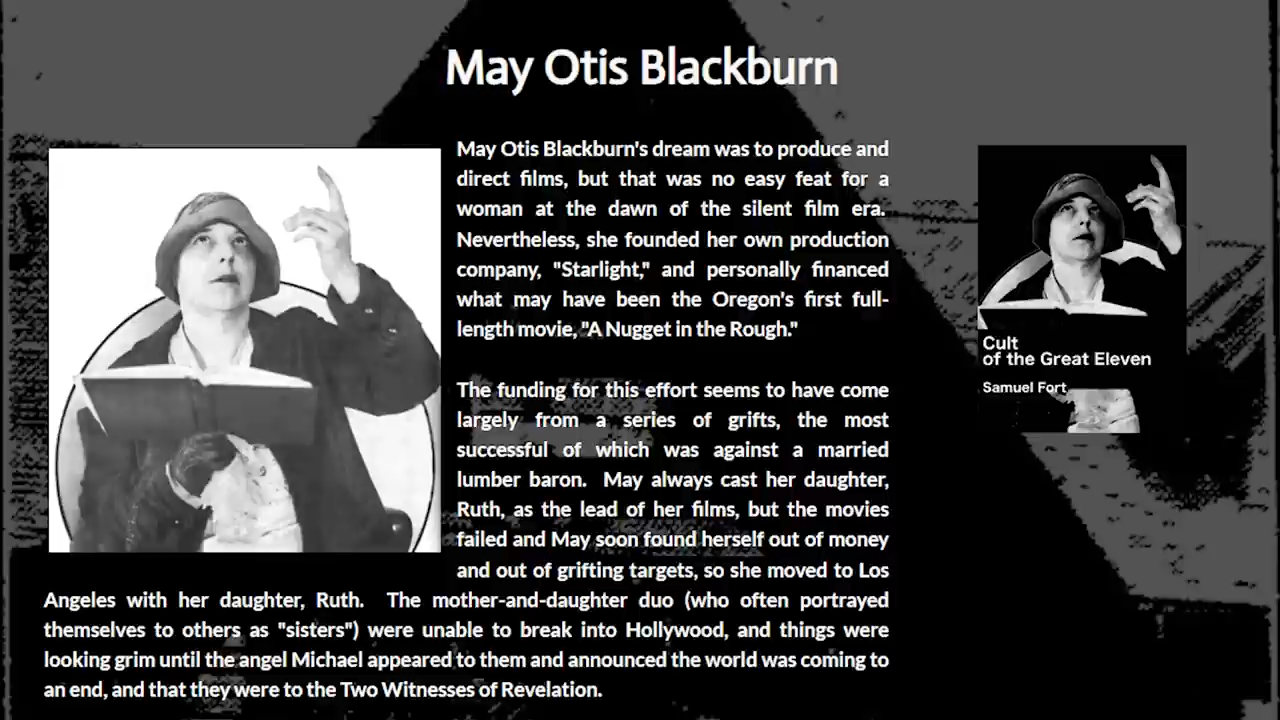 May Otis Blackburn
May Otis Blackburn's dream was to produce and
direct films, but that was no easy feat for a
woman at the dawn of the silent film era.
Nevertheless, she founded her own production
company, "Starlight," and personally financed
what may have been the Oregon's first full-
length movie, "A Nugget in the Rough."
The funding for this effort seems to have come
largely from a series of grifts, the most
successful of which was against a married
lumber baron. May always cast her daughter,
Ruth, as the lead of her films, but the movies
failed and May soon found herself out of money
and out of grifting targets, so she moved to Los
Angeles with her daughter, Ruth. The mother-and-daughter duo (who often portrayed
themselves to others as "sisters") were unable to break into Hollywood, and things were
looking grim until the angel Michael appeared to them and announced the world was coming to
an end, and that they were to the Two Witnesses of Revelation.
Cult
of the Great Eleven
Samuel Fort